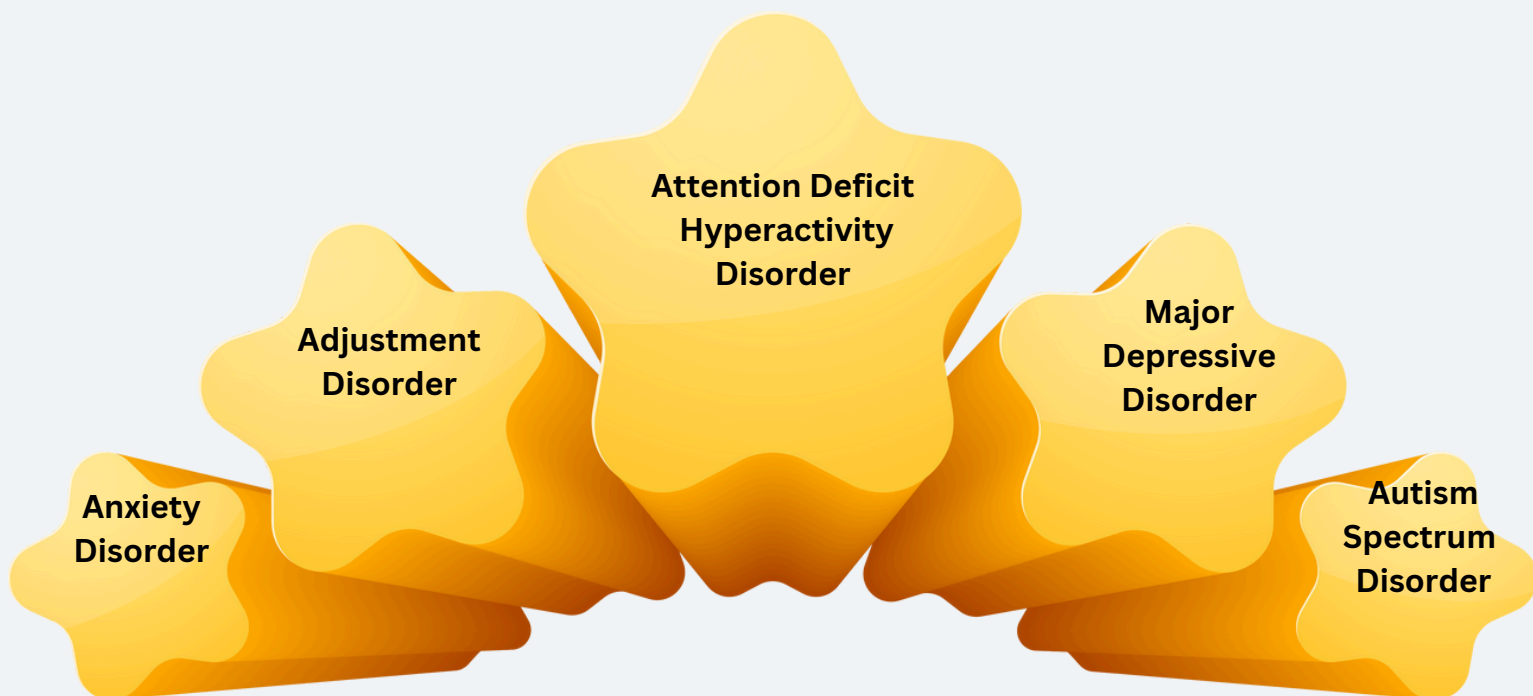 Attention Deficit
Hyperactivity
Disorder
Adjustment
Disorder
Major
Depressive
Disorder
Anxiety
Disorder
Autism
Spectrum
Disorder